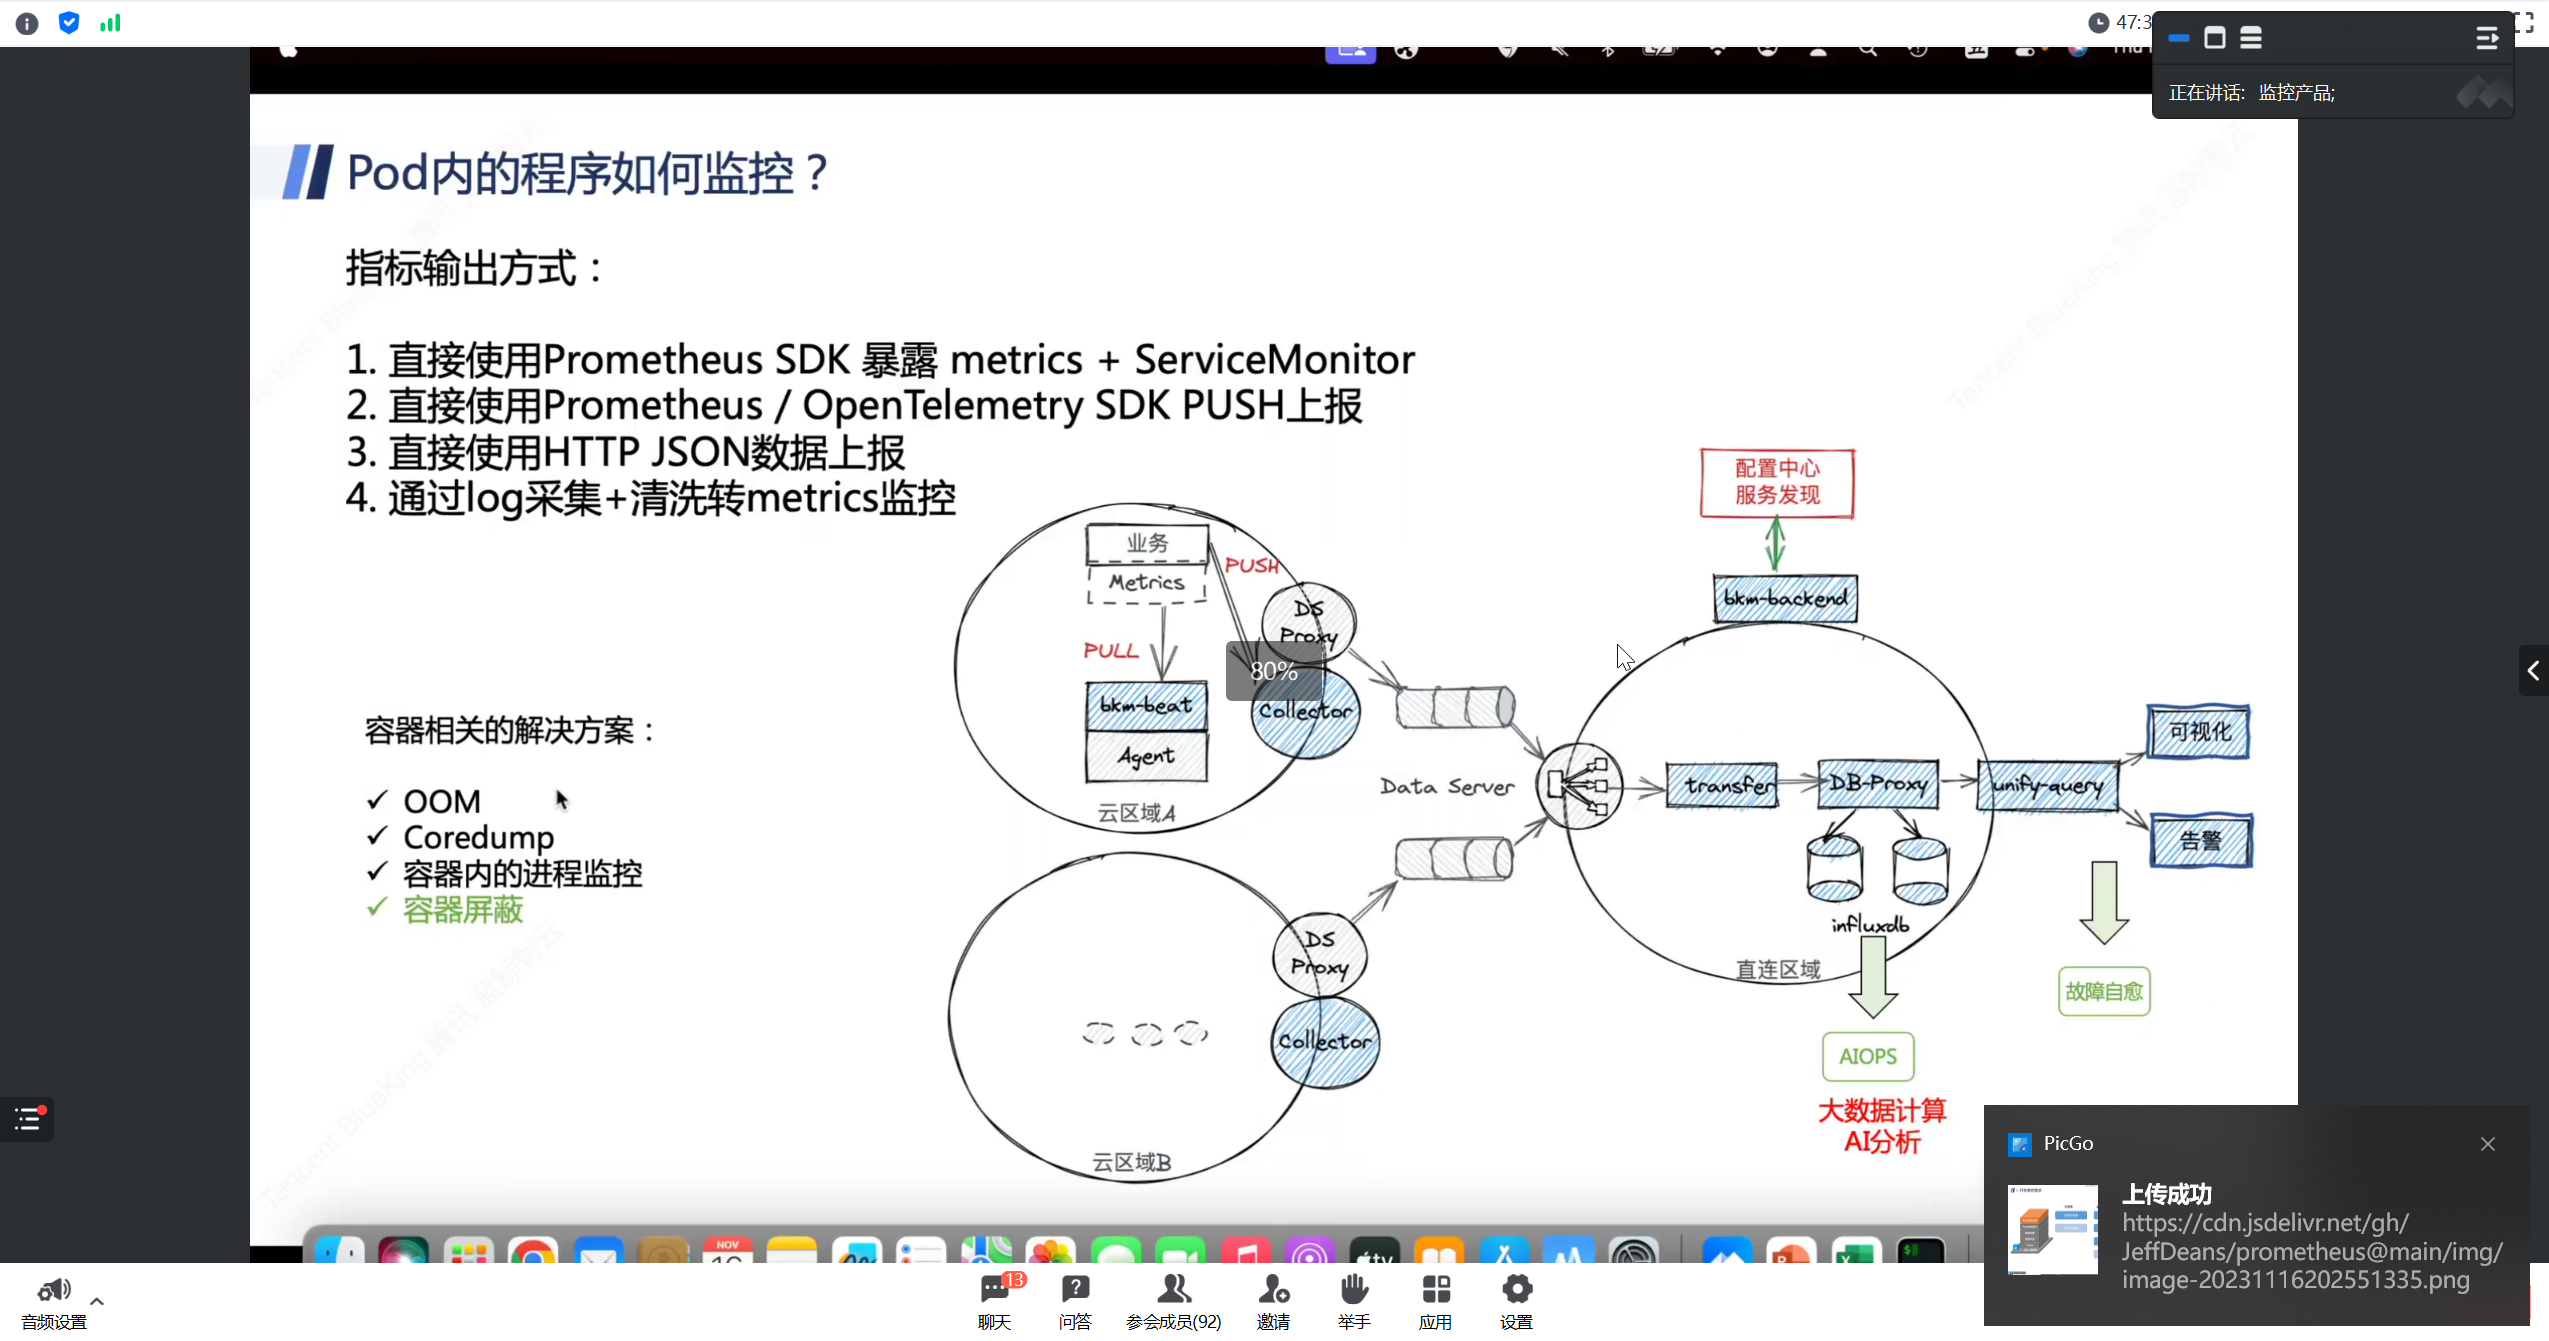 47:3
正在讲话: 监控产品;
Pod内的程序如何监控？
指标输出方式：
1. 直接使用Prometheus SDK 暴露 metrics + ServiceMonitor
2. 直接使用Prometheus / OpenTelemetry SDK PUSH上报
3. 直接使用HTTP JSON数据上报
4. 通过log采集+清洗转metrics监控
容器相关的解决方案：
✓ OOM
✓ Coredump
✓ 容器内的进程监控
✓ 容器屏蔽
业务
Metrics
PUSH
PULL
DS
Proxy
80%
bkm-beat
Agent
Collector
云区域A
Data Server
DS
Proxy
Collector
云区域B
配置中心
服务发现
bkm-backend
transfer
DB-Proxy
unify-query
influxdb
直连区域
可视化
告警
故障自愈
AIOPS
大数据计算
AI分析
Tencent BlueKing 腾讯 蓝鲸智云
PicGo
上传成功
https://cdn.jsdelivr.net/gh/
JeffDeans/prometheus@main/img/
image-20231116202551335.png
NOV
tv
音频设置
13
聊天
问答
参会成员(92)
邀请
举手
应用
设置